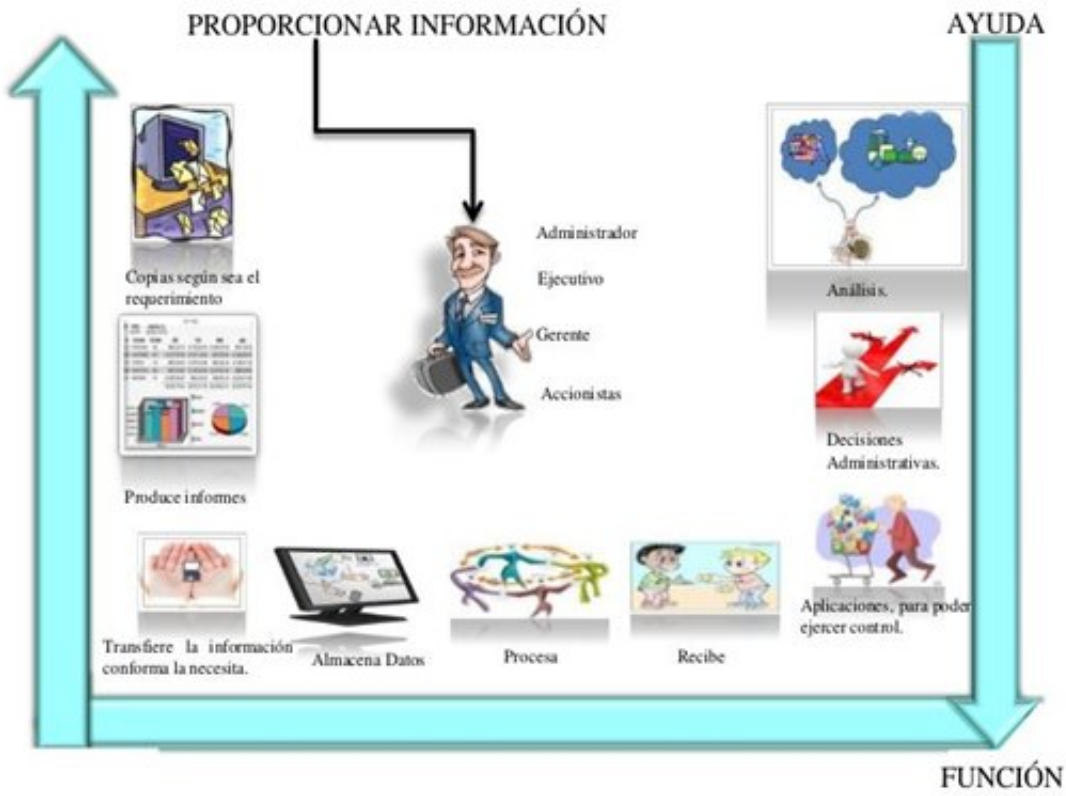 PROPORCIONAR INFORMACIÓN
AYUDA
Copias según sea el
requerimiento
Produce informes
Transfiere la información
conforma la necesita.
Almacena Datos
Procesa
Recibe
Administrador
Ejecutivo
Gerente
Accionistas
Análisis.
Decisiones
Administrativas.
Aplicaciones, para poder
ejercer control.
FUNCIÓN